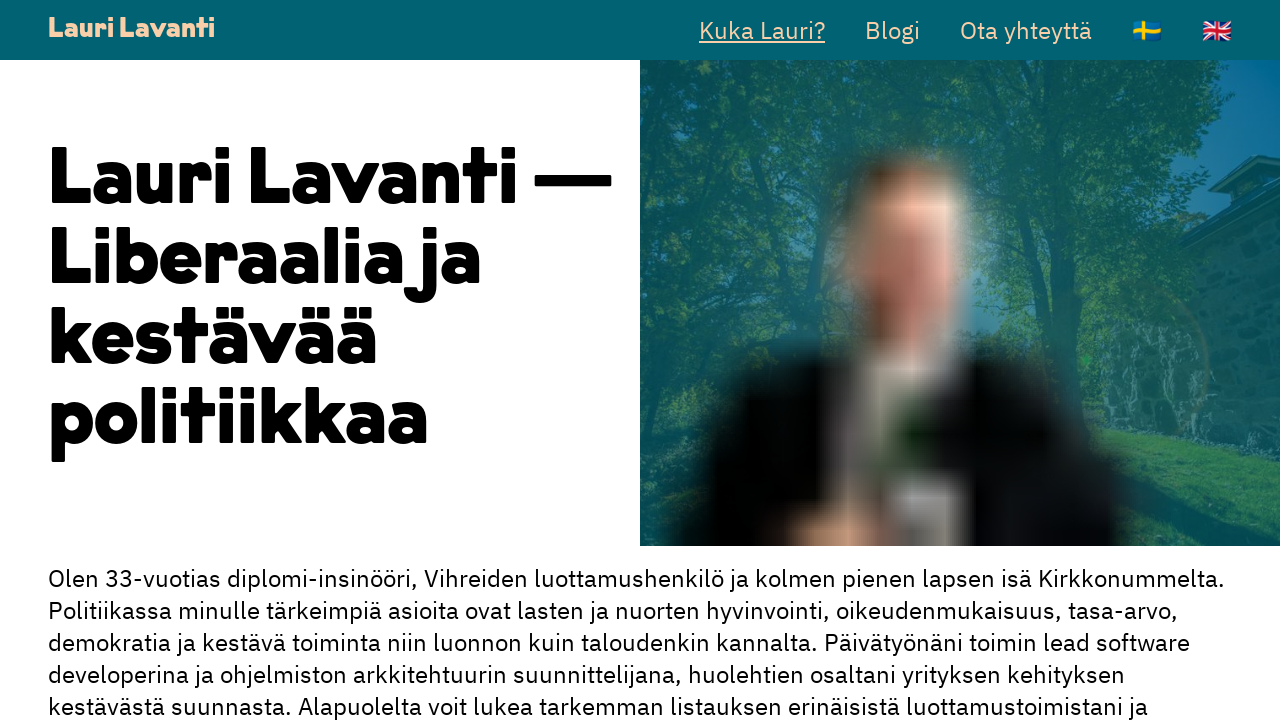 Lauri Lavanti
Kuka Lauri?
Blogi
Ota yhteyttä
Lauri Lavanti —
Liberaalia ja
kestävää
politiikkaa
Olen 33-vuotias diplomi-insinööri, Vihreiden luottamushenkilö ja kolmen pienen lapsen isä Kirkkonummelta.
Politiikassa minulle tärkeimpiä asioita ovat lasten ja nuorten hyvinvointi, oikeudenmukaisuus, tasa-arvo,
demokratia ja kestävä toiminta niin luonnon kuin taloudenkin kannalta. Päivätyönäni toimin lead software
developerina ja ohjelmiston arkkitehtuurin suunnittelijana, huolehtien osaltani yrityksen kehityksen
kestävästä suunnasta. Alapuolelta voit lukea tarkemman listauksen erinäisistä luottamustoimistani ja